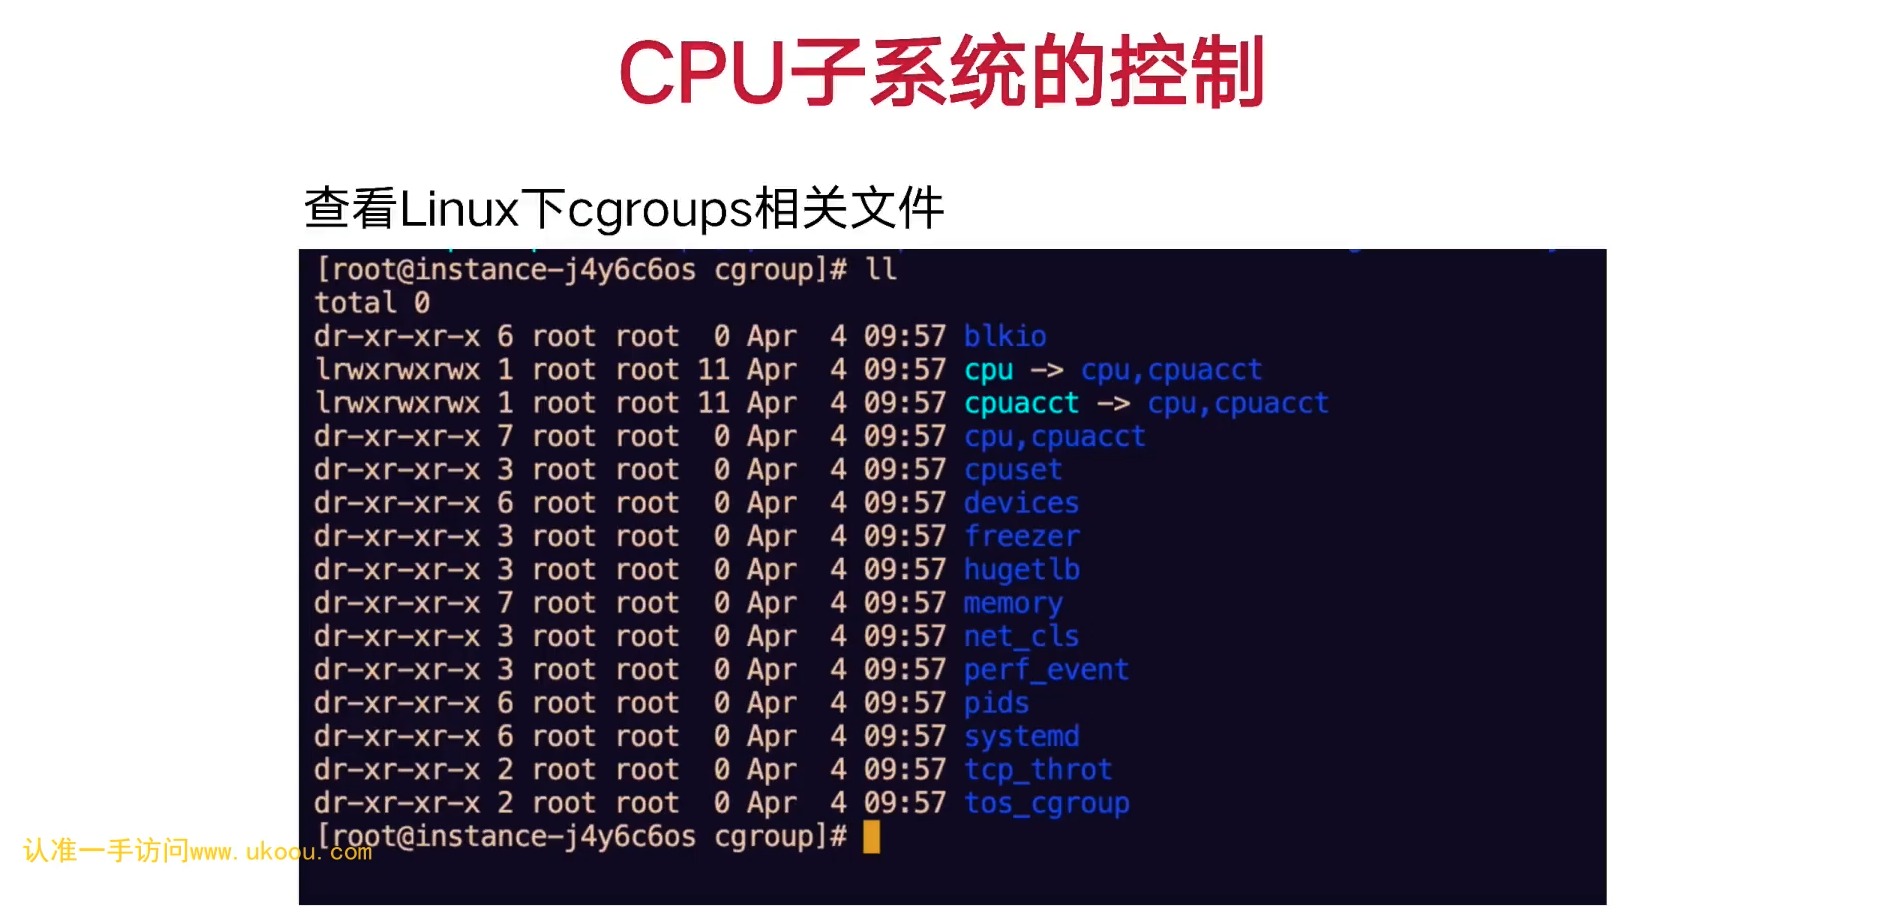 CPU子系统的控制
查看Linux下cgroups相关文件
[root@instance-j4y6c6os cgroup]# ll
total 0
dr-xr-xr-x 6 root root  0 Apr  4 09:57 blkio
lrwxrwxrwx 1 root root 11 Apr  4 09:57 cpu -> cpu,cpuacct
lrwxrwxrwx 1 root root 11 Apr  4 09:57 cpuacct -> cpu,cpuacct
dr-xr-xr-x 7 root root  0 Apr  4 09:57 cpu,cpuacct
dr-xr-xr-x 3 root root  0 Apr  4 09:57 cpuset
dr-xr-xr-x 6 root root  0 Apr  4 09:57 devices
dr-xr-xr-x 3 root root  0 Apr  4 09:57 freezer
dr-xr-xr-x 3 root root  0 Apr  4 09:57 hugetlb
dr-xr-xr-x 7 root root  0 Apr  4 09:57 memory
dr-xr-xr-x 3 root root  0 Apr  4 09:57 net_cls
dr-xr-xr-x 3 root root  0 Apr  4 09:57 perf_event
dr-xr-xr-x 6 root root  0 Apr  4 09:57 pids
dr-xr-xr-x 6 root root  0 Apr  4 09:57 systemd
dr-xr-xr-x 2 root root  0 Apr  4 09:57 tcp_throt
dr-xr-xr-x 2 root root  0 Apr  4 09:57 tos_cgroup
[root@instance-j4y6c6os cgroup]#
认准一手访问www.ukoou.com